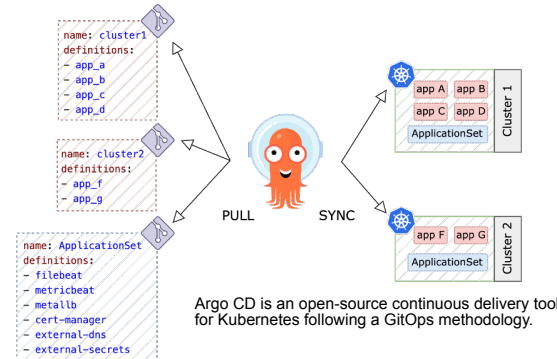 name: cluster1
definitions:
- app_a
- app_b
- app_c
- app_d
name: cluster2
definitions:
- app_f
- app_g
name: ApplicationSet
definitions:
- filebeat
- metricbeat
- metallb
- cert-manager
- external-dns
- external-secrets
PULL
SYNC
app A
app B
app C
app D
ApplicationSet
Cluster 1
app F
app G
ApplicationSet
Cluster 2
Argo CD is an open-source continuous delivery tool
for Kubernetes following a GitOps methodology.